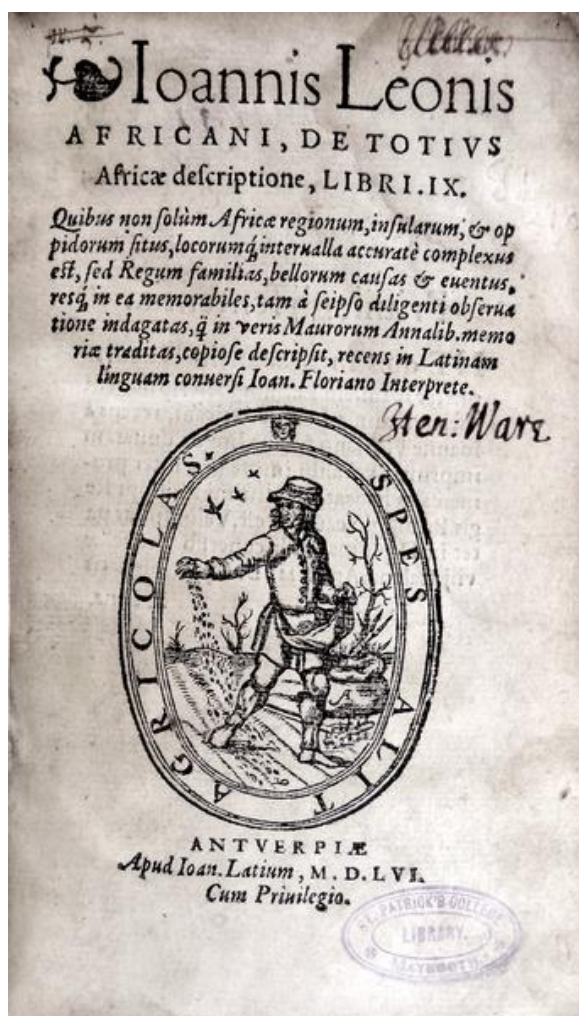 Ioannis Leonis
AFRICANI, DE TOTIVS
Africæ deſcriptione, LIBRI.IX.
Quibus non ſolùm Africæ regionum, inſularum, & op
pidorum ſitus, locorumq́; interualla accuratè complexus
eſt, ſed Regum familias, bellorum cauſas & euentus,
resq́; in ea memorabiles, tam à ſeipſo diligenti obſerua
tione indagatas, q̃ in veris Maurorum Annalib. memo
riæ traditas, copioſe deſcripſit, recens in Latinam
linguam conuerſi Ioan. Floriano Interprete.
Hen: Ware
SPES ALIT AGRICOLAS.
ANTVERPIÆ
Apud Ioan. Latium, M. D. LVI.
Cum Priuilegio.
ST. PATRICK'S COLLEGE
LIBRARY.
MAYNOOTH